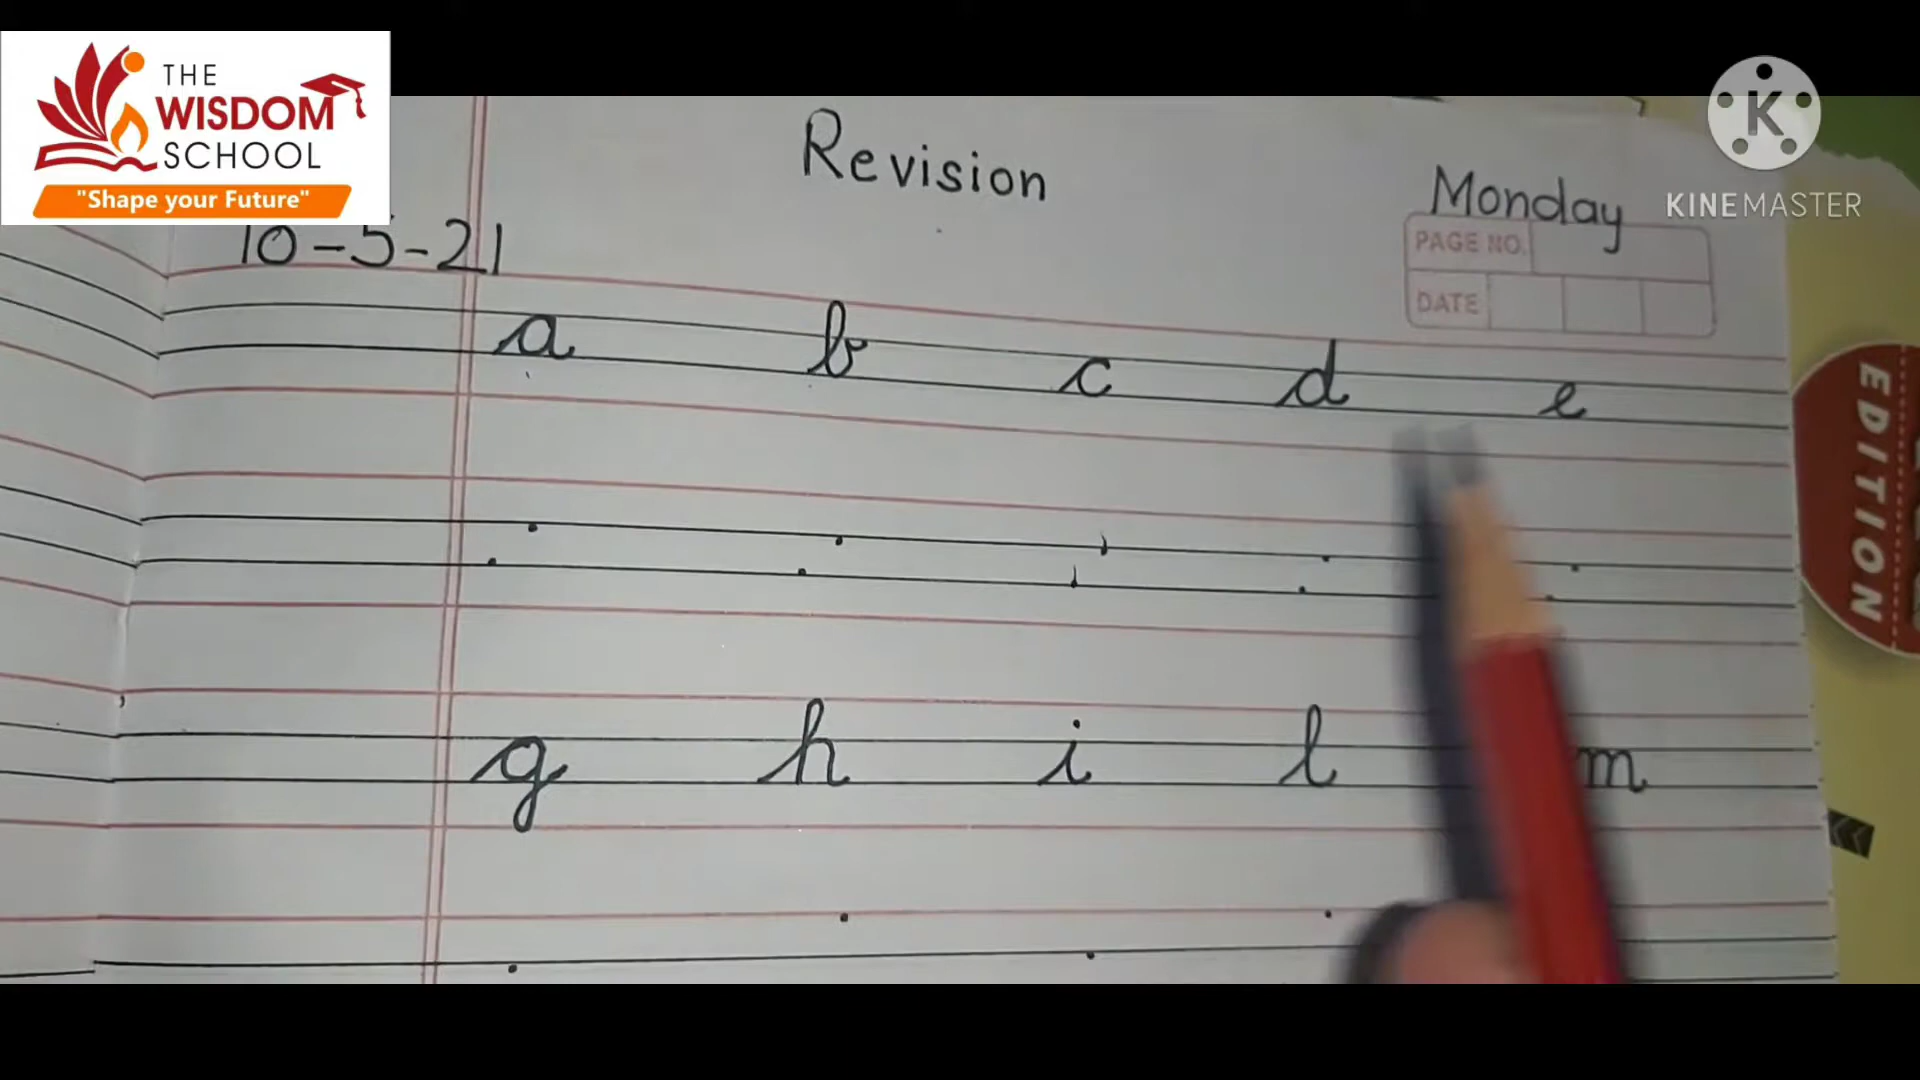 THE
WISDOM
SCHOOL
"Shape your Future"
K
KINEMASTER
Revision
Monday
PAGE NO.
DATE
10-5-21
a b c d e
g h i l m
EDITION